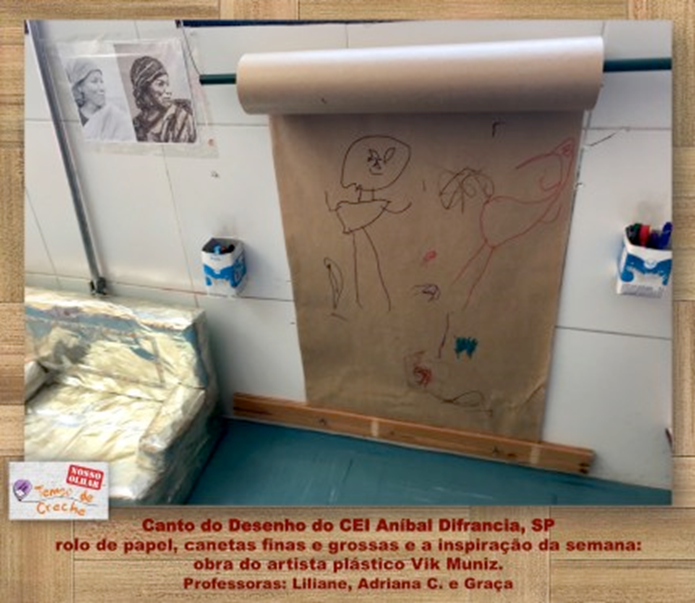 NOSSO
OLHAR
Tempo de
Creche
Canto do Desenho do CEI Aníbal Difrancia, SP
rolo de papel, canetas finas e grossas e a inspiração da semana:
obra do artista plástico Vik Muniz.
Professoras: Liliane, Adriana C. e Graça